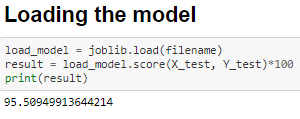 Loading the model
load_model = joblib.load(filename)
result = load_model.score(X_test, Y_test)*100
print(result)
95.50949913644214